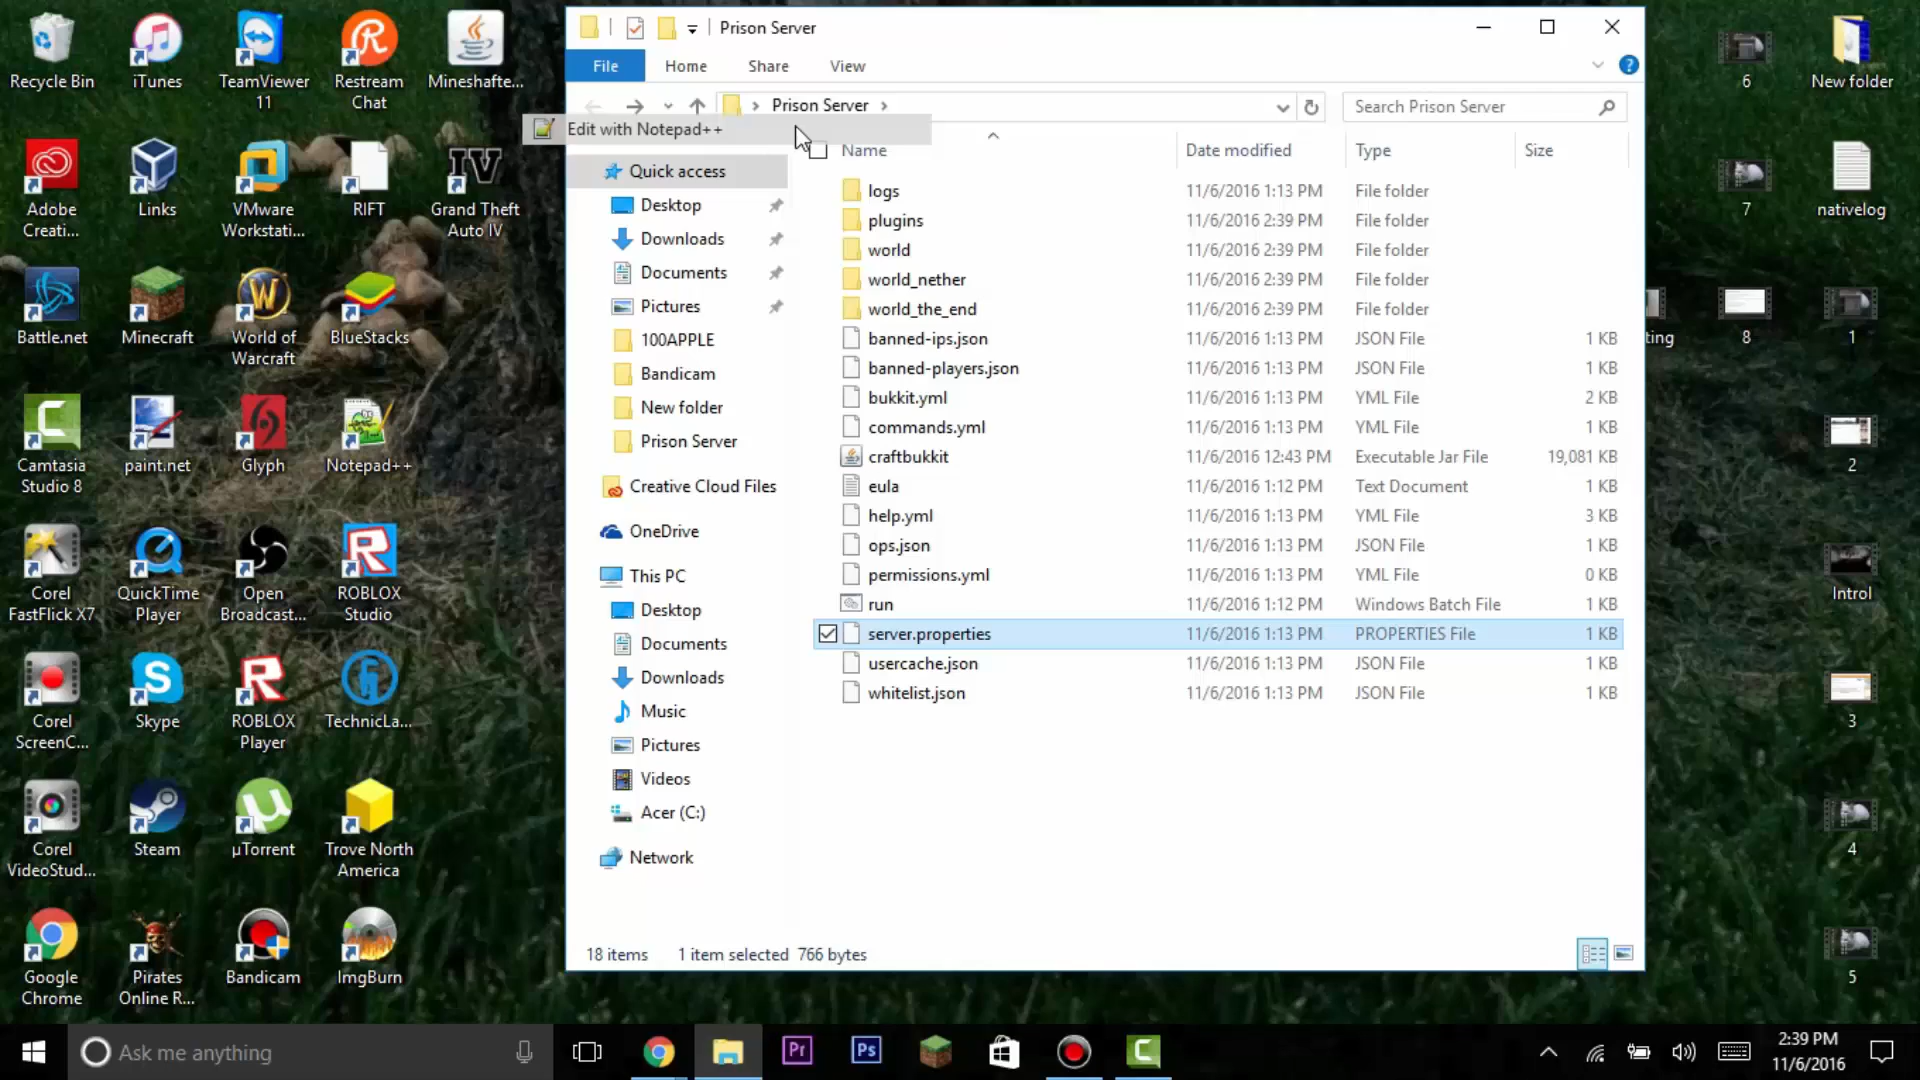 Recycle Bin
iTunes
TeamViewer
11
Restream
Chat
Mineshafte...
Adobe
Creati...
Links
VMware
Workstati...
RIFT
IV
Grand Theft
Auto IV
Battle.net
Minecraft
World of
Warcraft
BlueStacks
Camtasia
Studio 8
paint.net
Glyph
Notepad++
Corel
FastFlick X7
QuickTime
Player
Open
Broadcast...
ROBLOX
Studio
Corel
ScreenC...
Skype
ROBLOX
Player
TechnicLa...
Corel
VideoStud...
Steam
µTorrent
Trove North
America
Google
Chrome
Pirates
Online R...
Bandicam
ImgBurn
Prison Server
File
Home
Share
View
Prison Server
Search Prison Server
Edit with Notepad++
Name
Date modified
Type
Size
Quick access
Desktop
Downloads
Documents
Pictures
100APPLE
Bandicam
New folder
Prison Server
Creative Cloud Files
OneDrive
This PC
Desktop
Documents
Downloads
Music
Pictures
Videos
Acer (C:)
Network
logs 11/6/2016 1:13 PM File folder
plugins 11/6/2016 2:39 PM File folder
world 11/6/2016 2:39 PM File folder
world_nether 11/6/2016 2:39 PM File folder
world_the_end 11/6/2016 2:39 PM File folder
banned-ips.json 11/6/2016 1:13 PM JSON File 1 KB
banned-players.json 11/6/2016 1:13 PM JSON File 1 KB
bukkit.yml 11/6/2016 1:13 PM YML File 2 KB
commands.yml 11/6/2016 1:13 PM YML File 1 KB
craftbukkit 11/6/2016 12:43 PM Executable Jar File 19,081 KB
eula 11/6/2016 1:12 PM Text Document 1 KB
help.yml 11/6/2016 1:13 PM YML File 3 KB
ops.json 11/6/2016 1:13 PM JSON File 1 KB
permissions.yml 11/6/2016 1:13 PM YML File 0 KB
run 11/6/2016 1:12 PM Windows Batch File 1 KB
server.properties 11/6/2016 1:13 PM PROPERTIES File 1 KB
usercache.json 11/6/2016 1:13 PM JSON File 1 KB
whitelist.json 11/6/2016 1:13 PM JSON File 1 KB
18 items 1 item selected 766 bytes
6
New folder
7
nativelog
ting
8
1
2
Introl
3
4
5
Ask me anything
Pr
Ps
2:39 PM
11/6/2016